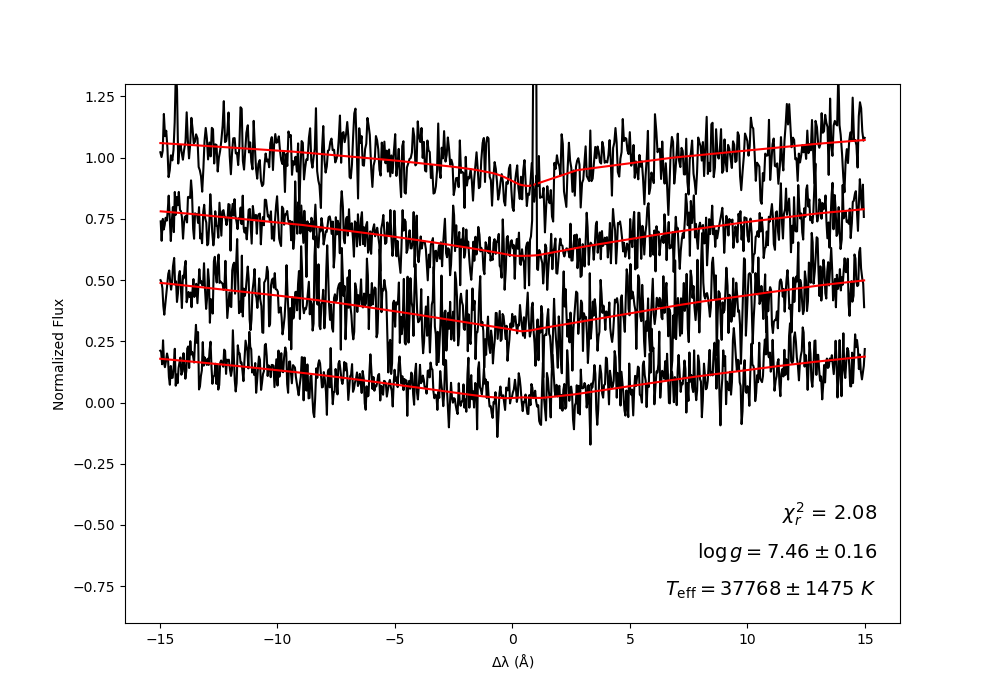 1.25
1.00
0.75
0.50
0.25
0.00
−0.25
−0.50
−0.75
Normalized Flux
χ²ᵣ = 2.08
log g = 7.46 ± 0.16
T_eff = 37768 ± 1475 K
−15 −10 −5 0 5 10 15
Δλ (Å)